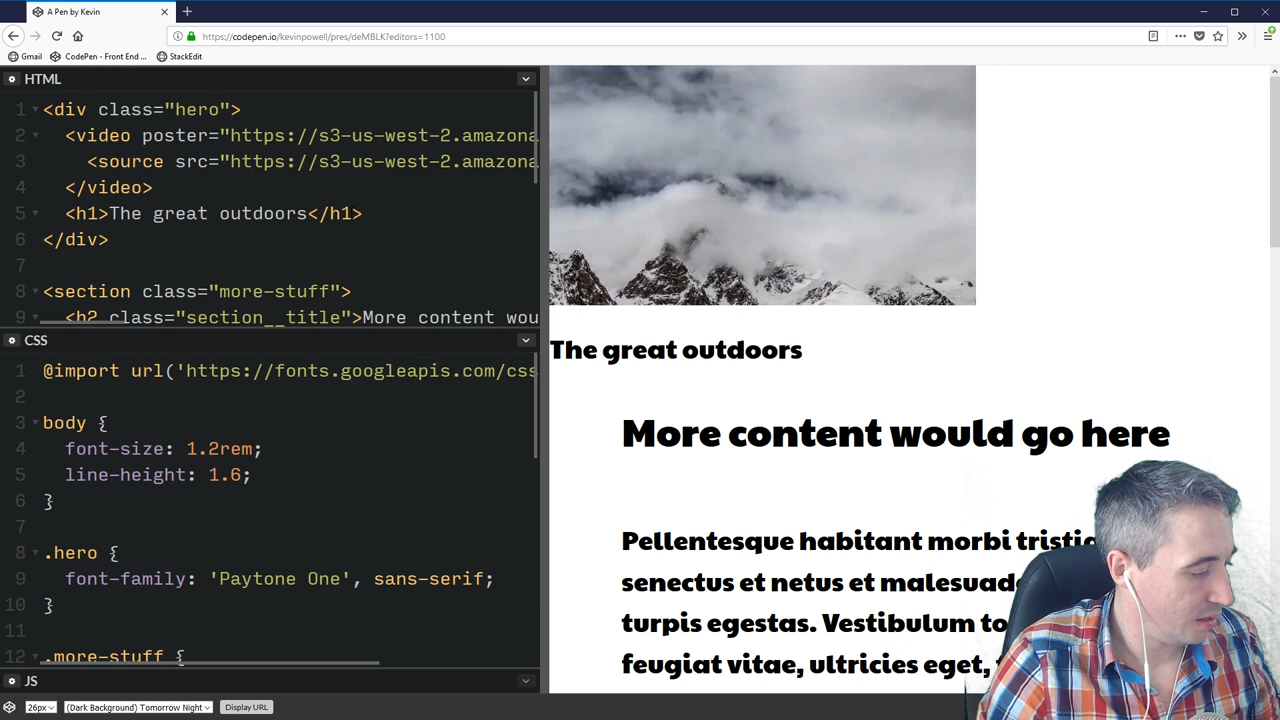 A Pen by Kevin
https://codepen.io/kevinpowell/pres/deMBLK?editors=1100
Gmail
CodePen - Front End ...
StackEdit
HTML
1 <div class="hero">
2 <video poster="https://s3-us-west-2.amazona
3 <source src="https://s3-us-west-2.amazona
4 </video>
5 <h1>The great outdoors</h1>
6 </div>
7
8 <section class="more-stuff">
9 <h2 class="section__title">More content wou
CSS
1 @import url('https://fonts.googleapis.com/css
2
3 body {
4 font-size: 1.2rem;
5 line-height: 1.6;
6 }
7
8 .hero {
9 font-family: 'Paytone One', sans-serif;
10 }
11
12 .more-stuff {
JS
26px
(Dark Background) Tomorrow Night
Display URL
The great outdoors
More content would go here
Pellentesque habitant morbi tristiq
senectus et netus et malesuada
turpis egestas. Vestibulum to
feugiat vitae, ultricies eget,